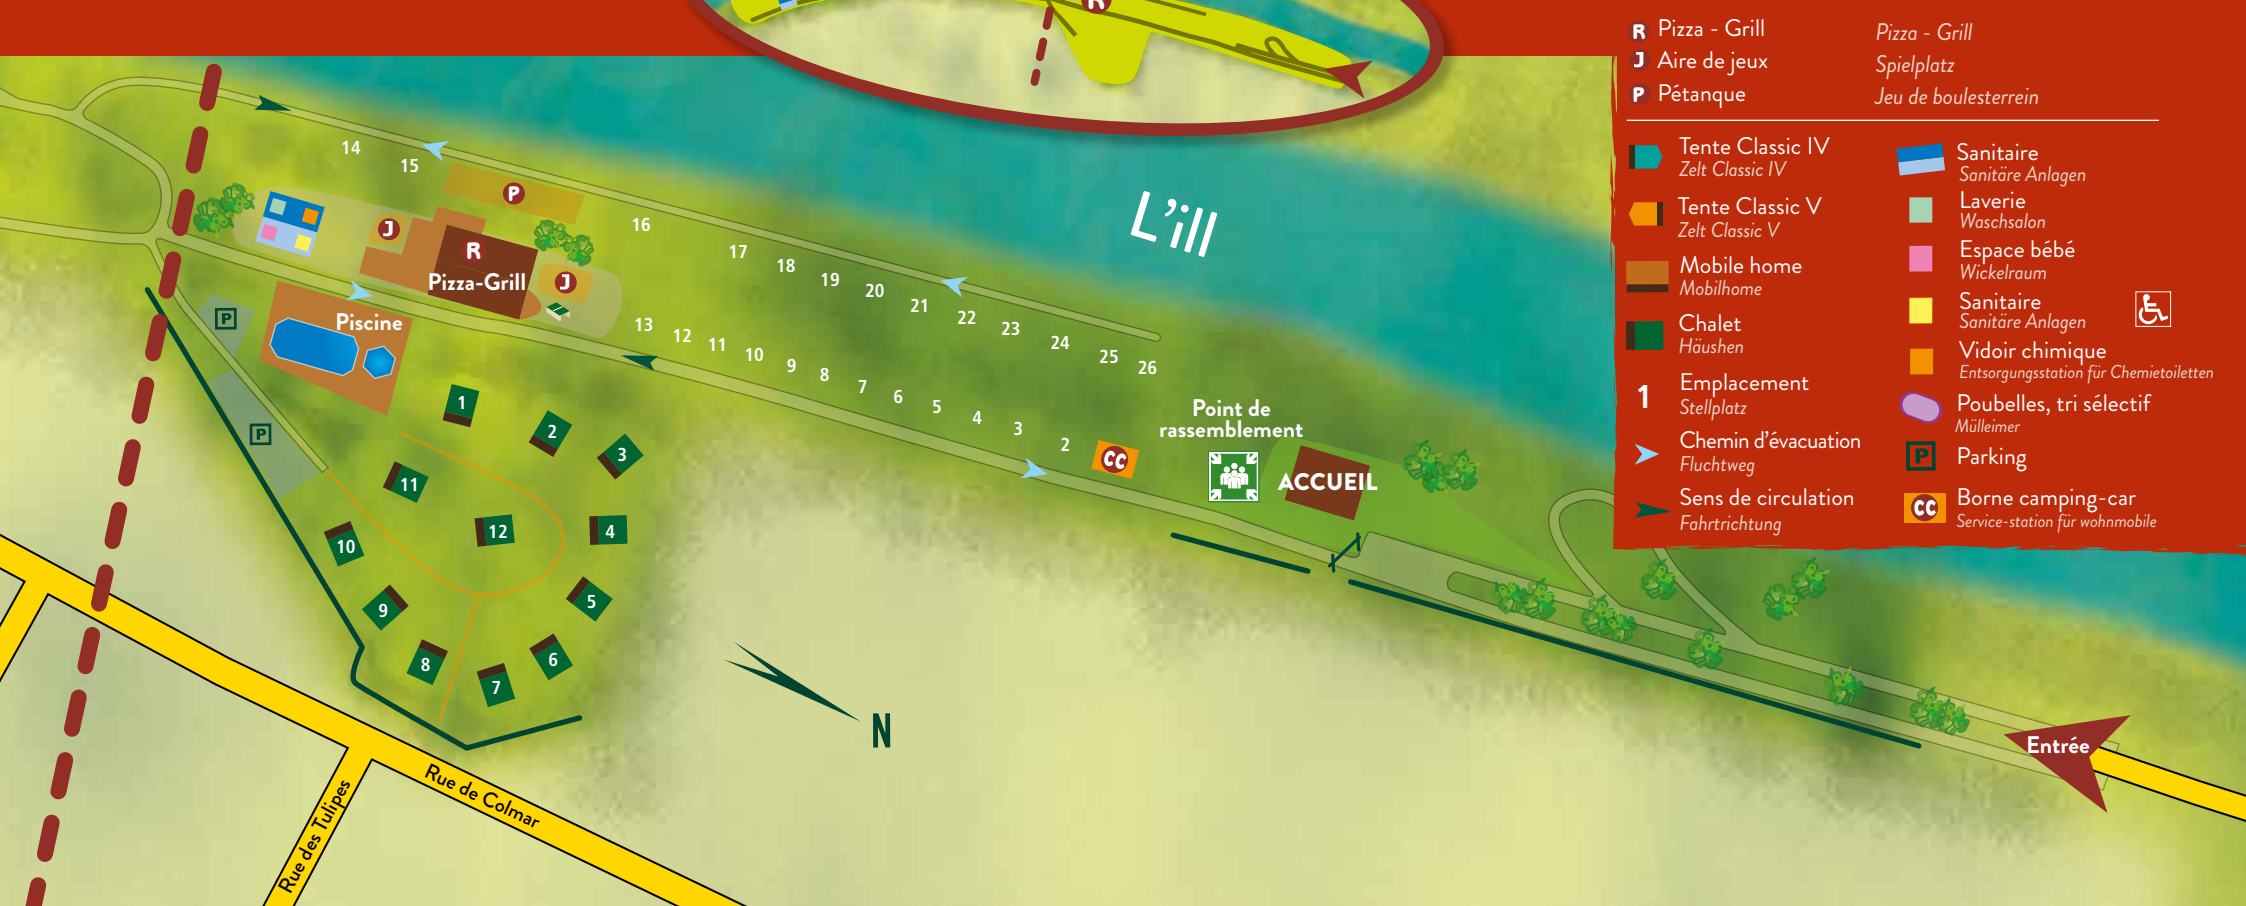 R
R Pizza - Grill
Pizza - Grill
J Aire de jeux
Spielplatz
P Pétanque
Jeu de boulesterrein
Tente Classic IV
Zelt Classic IV
Tente Classic V
Zelt Classic V
Mobile home
Mobilhome
Chalet
Häushen
1 Emplacement
Stellplatz
Chemin d'évacuation
Fluchtweg
Sens de circulation
Fahrtrichtung
Sanitaire
Sanitäre Anlagen
Laverie
Waschsalon
Espace bébé
Wickelraum
Sanitaire
Sanitäre Anlagen
Vidoir chimique
Entsorgungsstation für Chemietoiletten
Poubelles, tri sélectif
Mülleimer
P Parking
CC Borne camping-car
Service-station für wohnmobile
14
15
P
J
R
Pizza-Grill
J
16
17
18
19
20
21
22
23
24
25
26
L'ill
13
12
11
10
9
8
7
6
5
4
3
2
CC
Point de
rassemblement
ACCUEIL
P
Piscine
P
1
2
3
11
12
4
10
9
5
8
6
7
N
Entrée
Rue de Colmar
Rue des Tulipes